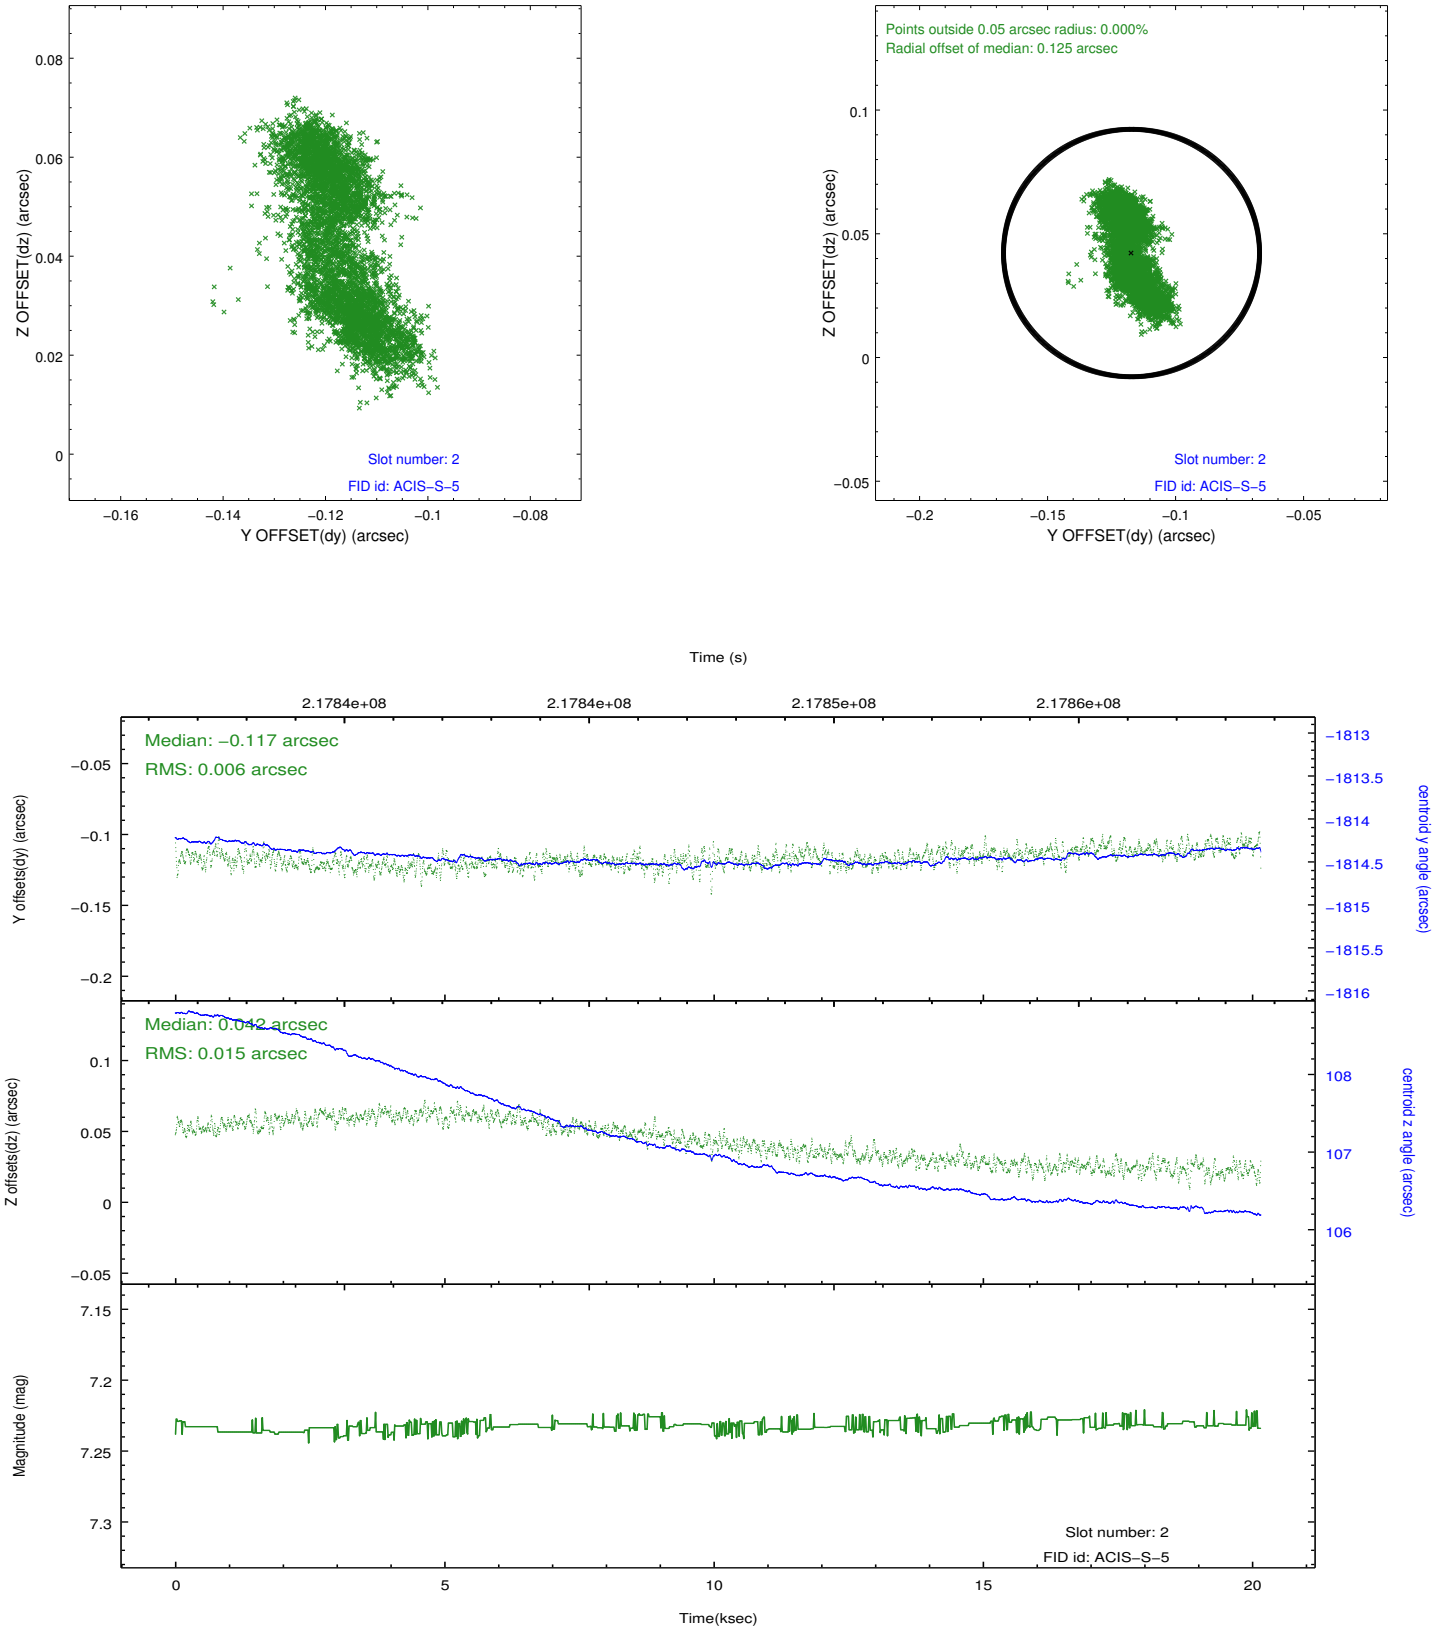 0.08
0.06
0.04
0.02
0
Z OFFSET(dz) (arcsec)
Slot number: 2
FID id: ACIS−S−5
−0.16 −0.14 −0.12 −0.1 −0.08
Y OFFSET(dy) (arcsec)
Points outside 0.05 arcsec radius: 0.000%
Radial offset of median: 0.125 arcsec
0.1
0.05
0
−0.05
Z OFFSET(dz) (arcsec)
Slot number: 2
FID id: ACIS−S−5
−0.2 −0.15 −0.1 −0.05
Y OFFSET(dy) (arcsec)
Time (s)
2.1784e+08 2.1784e+08 2.1785e+08 2.1786e+08
Median: −0.117 arcsec
RMS: 0.006 arcsec
−0.05
−0.1
−0.15
−0.2
Y offsets(dy) (arcsec)
−1813
−1813.5
−1814
−1814.5
−1815
−1815.5
−1816
centroid y angle (arcsec)
Median: 0.042 arcsec
RMS: 0.015 arcsec
0.1
0.05
0
−0.05
Z offsets(dz) (arcsec)
108
107
106
centroid z angle (arcsec)
7.15
7.2
7.25
7.3
Magnitude (mag)
Slot number: 2
FID id: ACIS−S−5
0 5 10 15 20
Time(ksec)